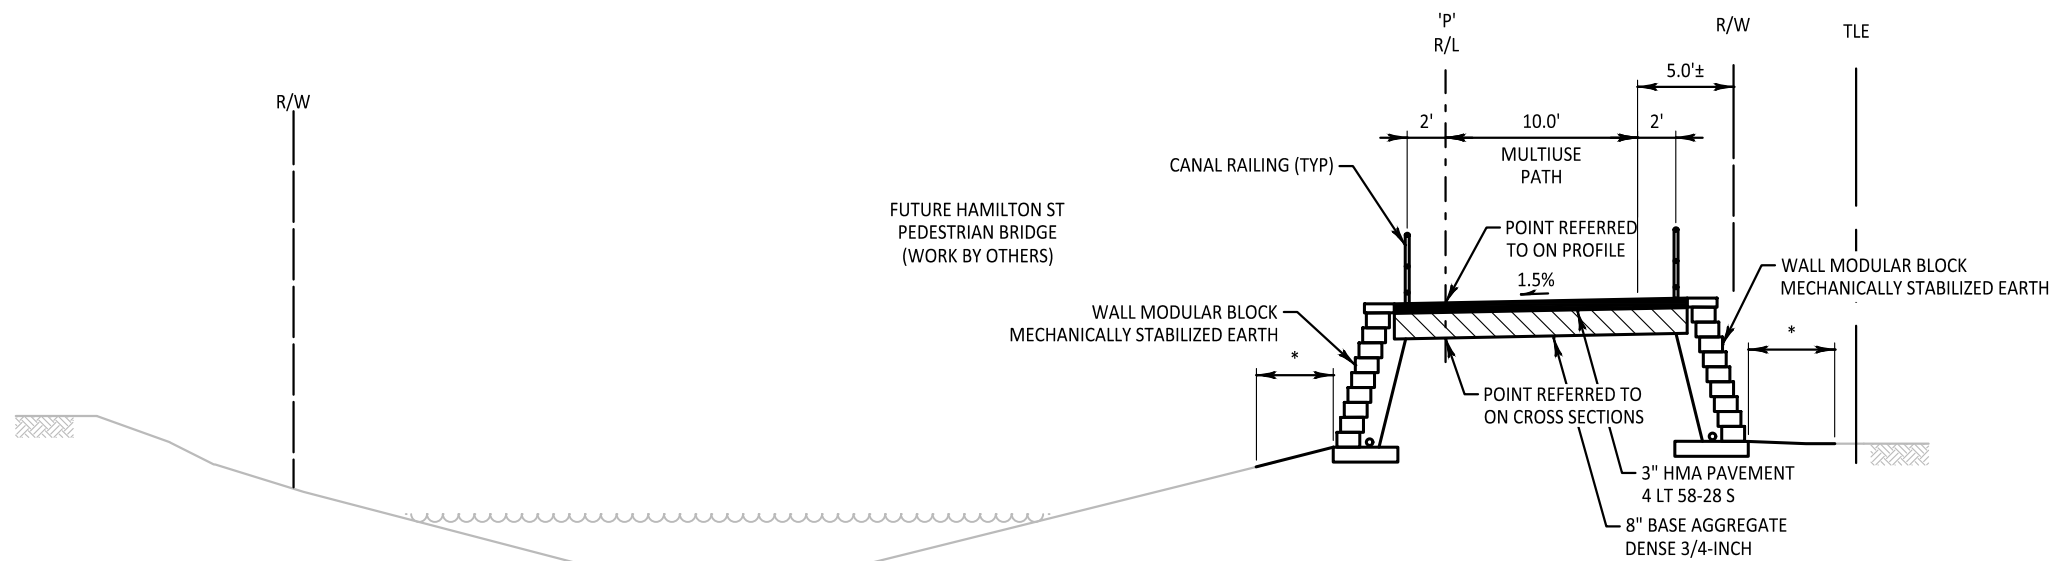 'P'
R/L
R/W
TLE
5.0'±
R/W
2'
10.0'
2'
MULTIUSE
PATH
CANAL RAILING (TYP)
FUTURE HAMILTON ST
PEDESTRIAN BRIDGE
(WORK BY OTHERS)
POINT REFERRED
TO ON PROFILE
1.5%
WALL MODULAR BLOCK
MECHANICALLY STABILIZED EARTH
WALL MODULAR BLOCK
MECHANICALLY STABILIZED EARTH
*
*
POINT REFERRED TO
ON CROSS SECTIONS
3" HMA PAVEMENT
4 LT 58-28 S
8" BASE AGGREGATE
DENSE 3/4-INCH